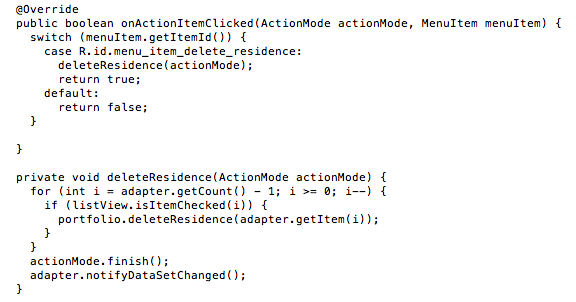 @Override
public boolean onActionItemClicked(ActionMode actionMode, MenuItem menuItem) {
  switch (menuItem.getItemId()) {
    case R.id.menu_item_delete_residence:
      deleteResidence(actionMode);
      return true;
    default:
      return false;
  }

}

private void deleteResidence(ActionMode actionMode) {
  for (int i = adapter.getCount() - 1; i >= 0; i--) {
    if (listView.isItemChecked(i)) {
      portfolio.deleteResidence(adapter.getItem(i));
    }
  }
  actionMode.finish();
  adapter.notifyDataSetChanged();
}